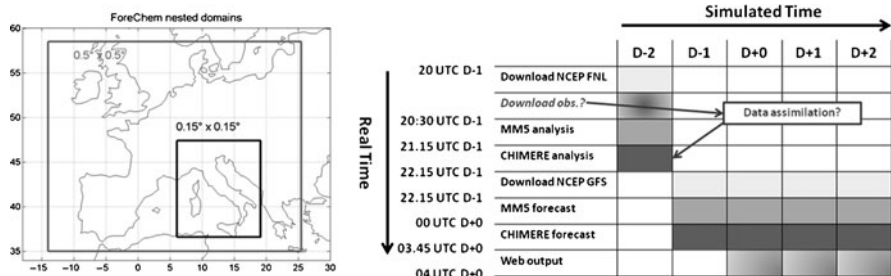 ForeChem nested domains
0.5° x 0.5°
0.15° x 0.15°
60
55
50
45
40
35
−15 −10 −5 0 5 10 15 20 25 30
Simulated Time
Real Time
D-2 D-1 D+0 D+1 D+2
20 UTC D-1
Download NCEP FNL
Download obs.?
Data assimilation?
20:30 UTC D-1
MM5 analysis
21.15 UTC D-1
CHIMERE analysis
22.15 UTC D-1
Download NCEP GFS
22.15 UTC D-1
MM5 forecast
00 UTC D+0
CHIMERE forecast
03.45 UTC D+0
Web output
04 UTC D+0